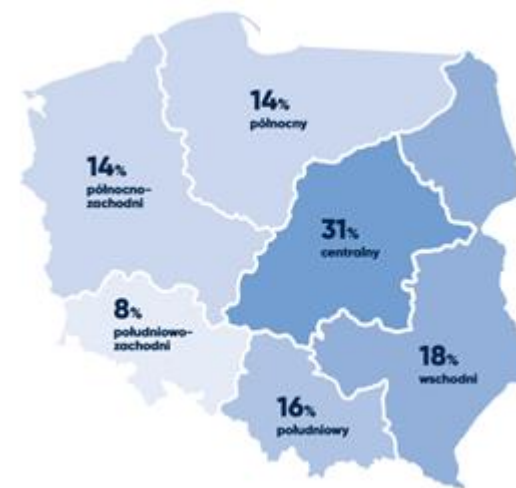 14%
północny
14%
północno-
zachodni
31%
centralny
8%
południowo-
zachodni
18%
wschodni
16%
południowy